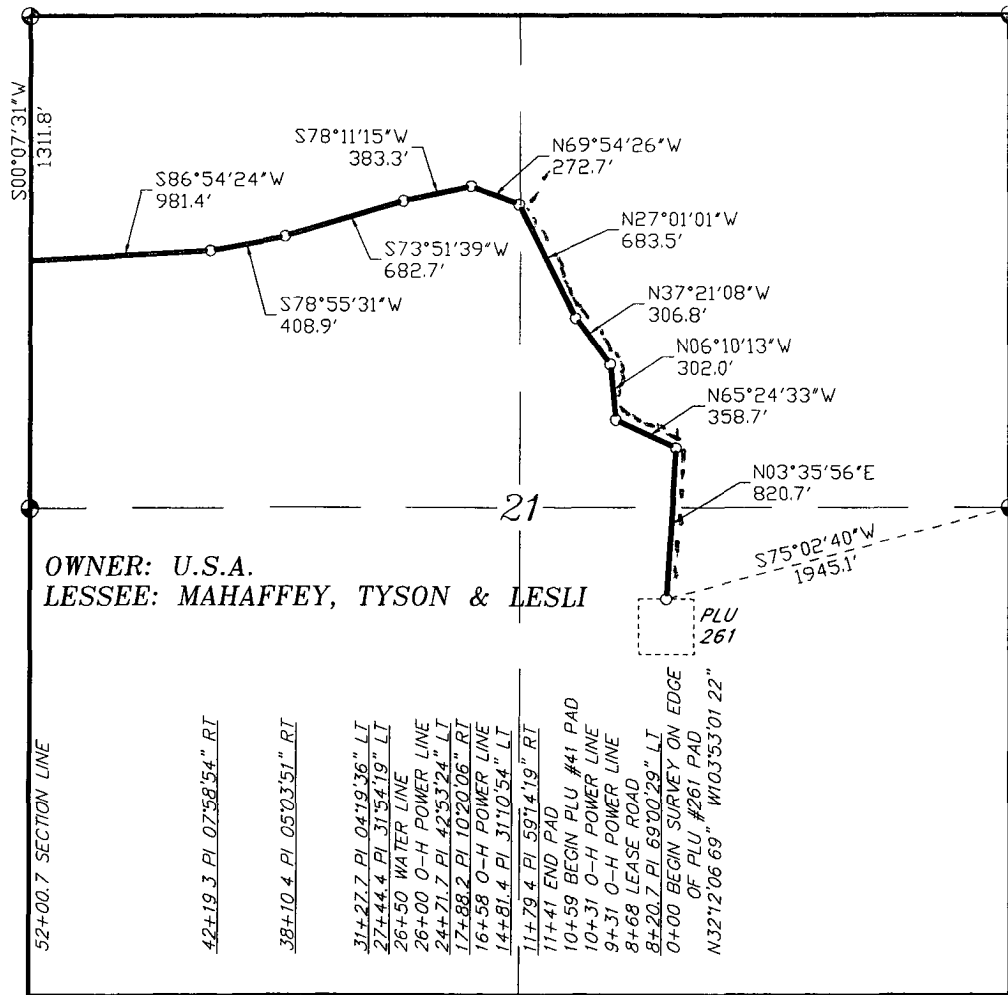 S00°07'31"W
1311.8'
S86°54'24"W
981.4'
S78°55'31"W
408.9'
S78°11'15"W
383.3'
S73°51'39"W
682.7'
N69°54'26"W
272.7'
N27°01'01"W
683.5'
N37°21'08"W
306.8'
N06°10'13"W
302.0'
N65°24'33"W
358.7'
N03°35'56"E
820.7'
21
S75°02'40"W
1945.1'
OWNER: U.S.A.
LESSEE: MAHAFFEY, TYSON & LESLI
PLU
261
52+00.7 SECTION LINE
42+19 3 PI 07°58'54" RT
38+10 4 PI 05°03'51" RT
31+27.7 PI 04°19'36" LT
27+44.4 PI 31°54'19" LT
26+50 WATER LINE
26+00 O-H POWER LINE
24+71.7 PI 42°53'24" LT
17+88.2 PI 10°20'06" RT
16+58 O-H POWER LINE
14+81.4 PI 31°10'54" LT
11+79 4 PI 59°14'19" RT
11+41 END PAD
10+59 BEGIN PLU #41 PAD
10+31 O-H POWER LINE
9+31 O-H POWER LINE
8+68 LEASE ROAD
8+20.7 PI 69°00'29" LT
0+00 BEGIN SURVEY ON EDGE
OF PLU #261 PAD
N32°12'06 69" W103°53'01 22"